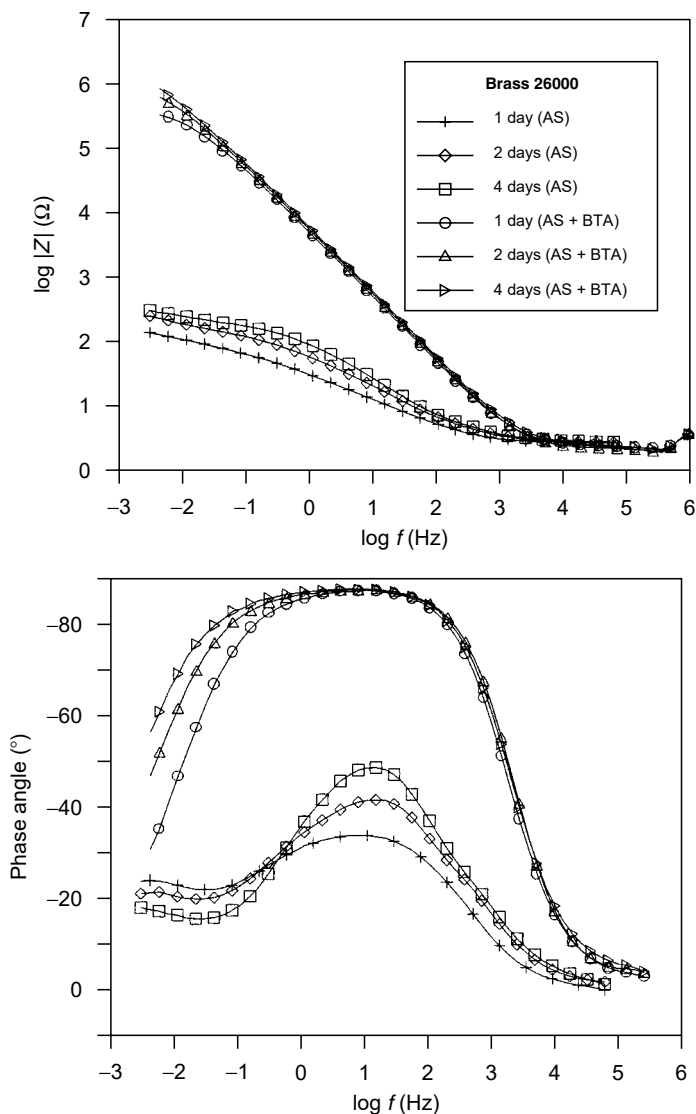 7
6
5
4
3
2
1
0
log |Z| (Ω)
Brass 26000
1 day (AS)
2 days (AS)
4 days (AS)
1 day (AS + BTA)
2 days (AS + BTA)
4 days (AS + BTA)
−3 −2 −1 0 1 2 3 4 5 6
log f (Hz)
−80
−60
−40
−20
0
Phase angle (°)
−3 −2 −1 0 1 2 3 4 5 6
log f (Hz)